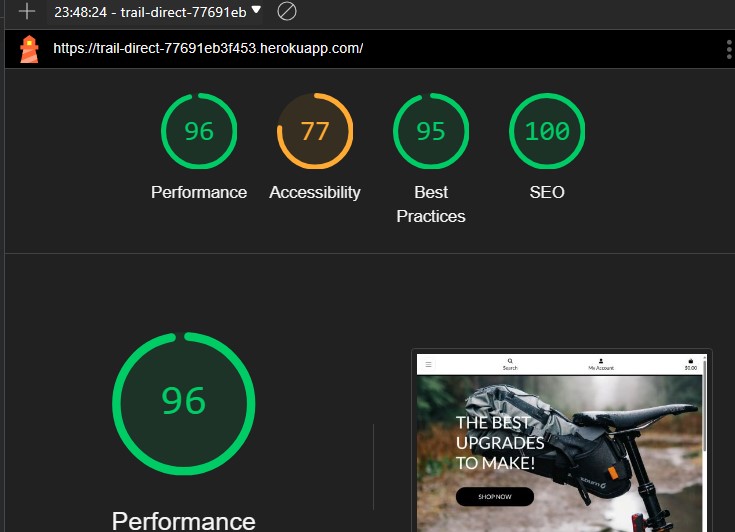 23:48:24 - trail-direct-77691eb
https://trail-direct-77691eb3f453.herokuapp.com/
96 77 95 100
Performance Accessibility Best Practices SEO
96
Performance
Search My Account $0.00
THE BEST
UPGRADES
TO MAKE!
SHOP NOW